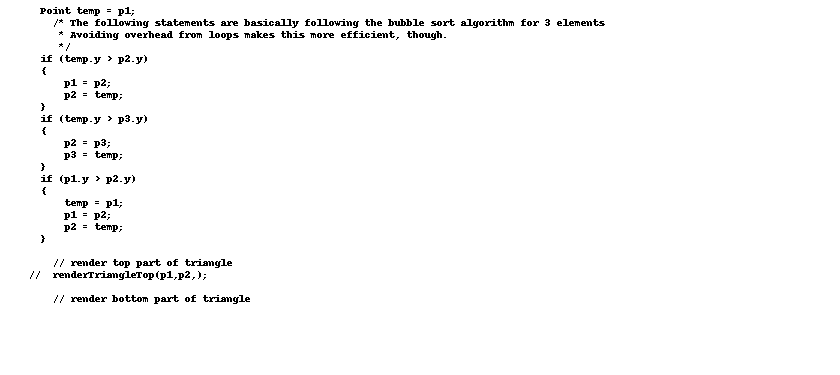 Point temp = p1;
/* The following statements are basically following the bubble sort algorithm for 3 elements
* Avoiding overhead from loops makes this more efficient, though.
*/
if (temp.y > p2.y)
{
p1 = p2;
p2 = temp;
}
if (temp.y > p3.y)
{
p2 = p3;
p3 = temp;
}
if (p1.y > p2.y)
{
temp = p1;
p1 = p2;
p2 = temp;
}
// render top part of triangle
// renderTriangleTop(p1,p2,);
// render bottom part of triangle